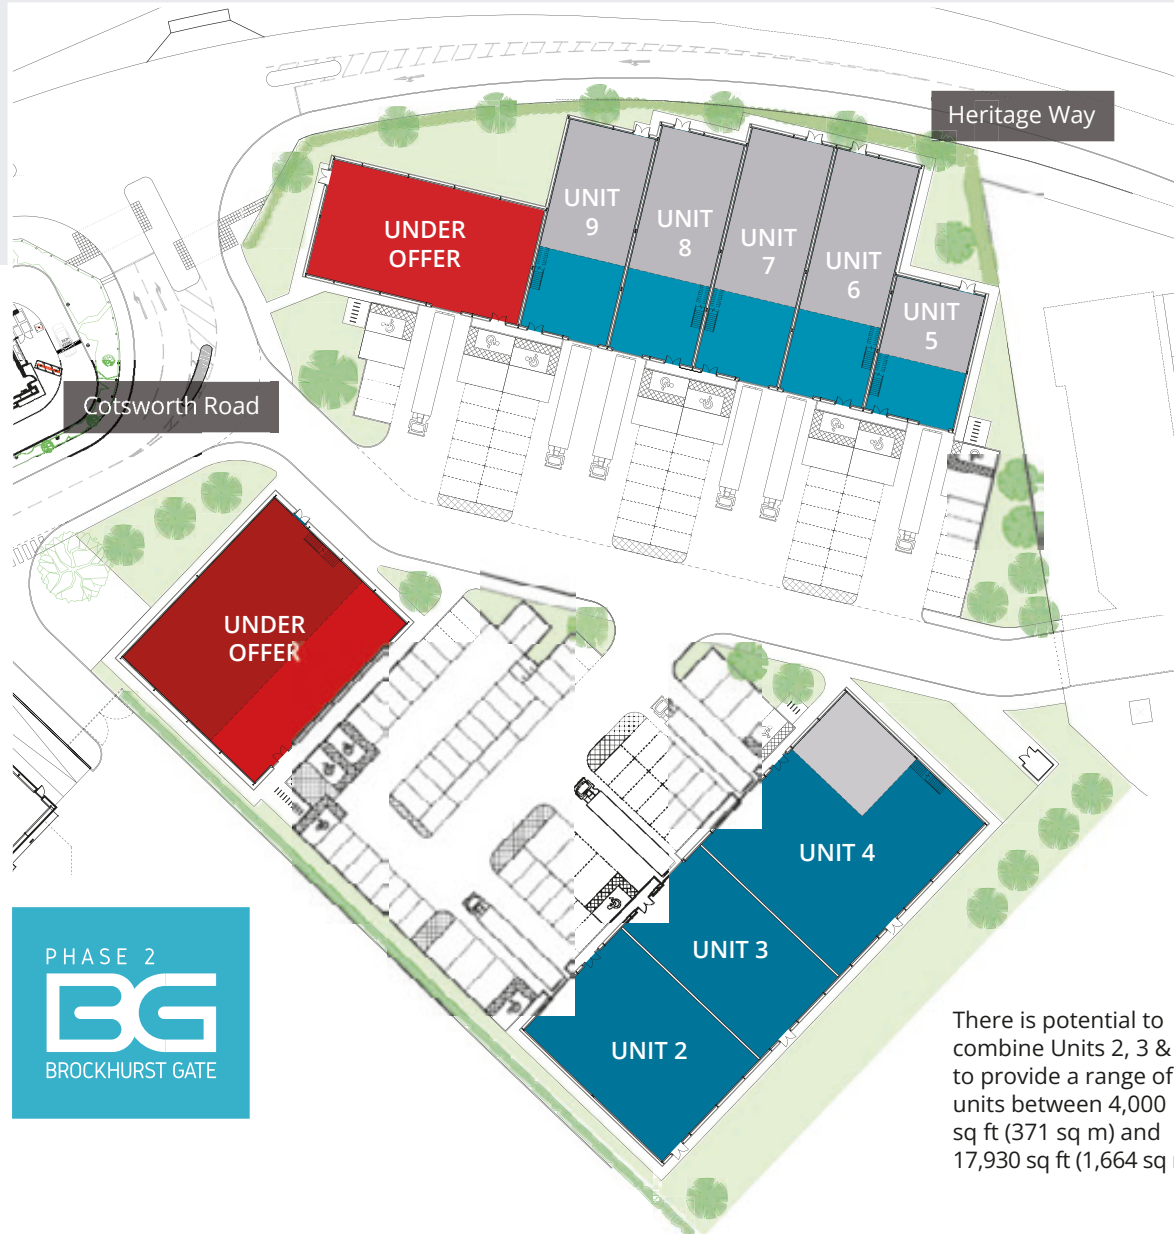 Heritage Way
UNIT
9
UNIT
8
UNIT
7
UNIT
6
UNIT
5
UNDER
OFFER
Cotsworth Road
UNDER
OFFER
UNIT 4
UNIT 3
UNIT 2
PHASE 2
BG
BROCKHURST GATE
There is potential to
combine Units 2, 3 &
to provide a range of
units between 4,000
sq ft (371 sq m) and
17,930 sq ft (1,664 sq